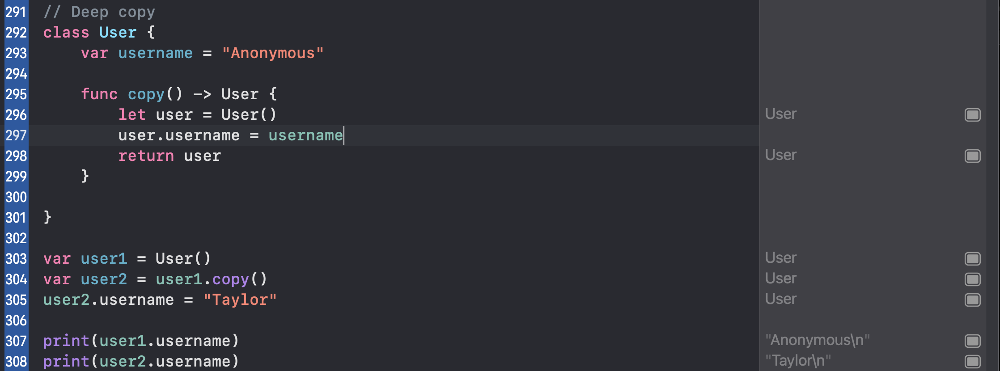 291 // Deep copy
292 class User {
293     var username = "Anonymous"
294
295     func copy() -> User {
296         let user = User() User
297         user.username = username
298         return user User
299     }
300
301 }
302
303 var user1 = User() User
304 var user2 = user1.copy() User
305 user2.username = "Taylor" User
306
307 print(user1.username) "Anonymous\n"
308 print(user2.username) "Taylor\n"